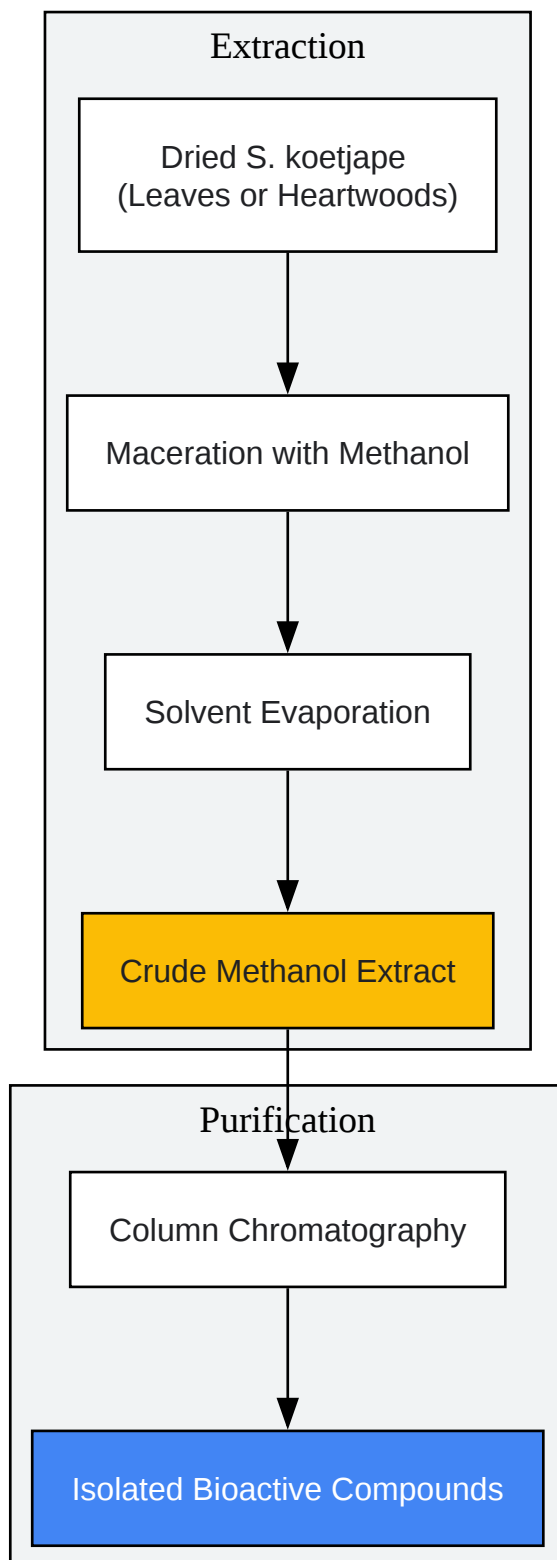 Extraction
Dried S. koetjape
(Leaves or Heartwoods)
Maceration with Methanol
Solvent Evaporation
Crude Methanol Extract
Purification
Column Chromatography
Isolated Bioactive Compounds